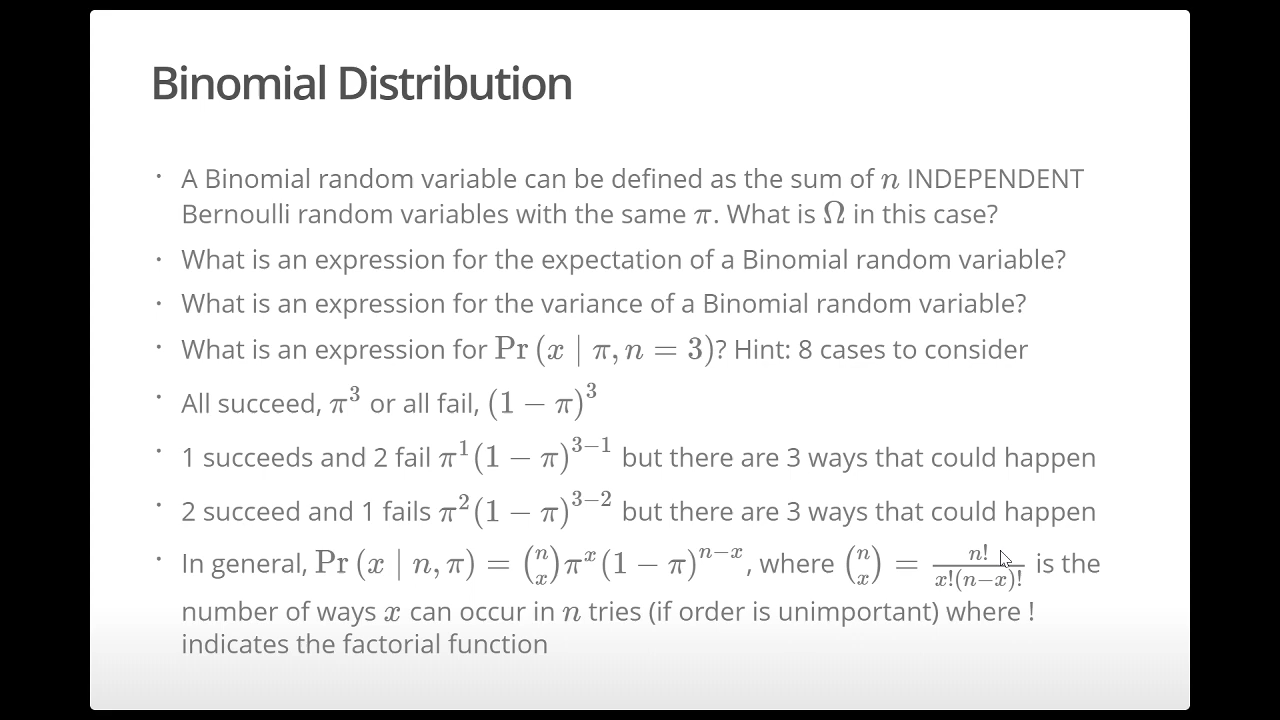 Binomial Distribution
• A Binomial random variable can be defined as the sum of n INDEPENDENT
Bernoulli random variables with the same π. What is Ω in this case?
• What is an expression for the expectation of a Binomial random variable?
• What is an expression for the variance of a Binomial random variable?
• What is an expression for Pr (x | π, n = 3)? Hint: 8 cases to consider
• All succeed, π³ or all fail, (1 − π)³
• 1 succeeds and 2 fail π¹(1 − π)³⁻¹ but there are 3 ways that could happen
• 2 succeed and 1 fails π²(1 − π)³⁻² but there are 3 ways that could happen
• In general, Pr (x | n, π) = \binom{n}{x} π^x (1 − π)^{n−x}, where \binom{n}{x} = \frac{n!}{x!(n−x)!} is the
number of ways x can occur in n tries (if order is unimportant) where !
indicates the factorial function